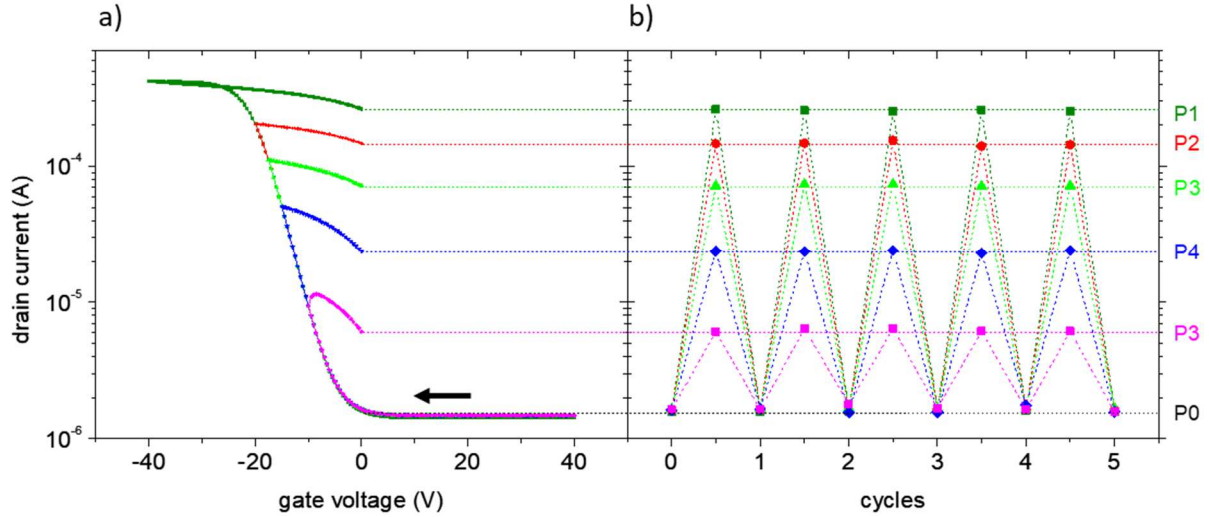 a)
b)
drain current (A)
10⁻⁴
10⁻⁵
10⁻⁶
-40 -20 0 20 40
gate voltage (V)
0 1 2 3 4 5
cycles
P1
P2
P3
P4
P3
P0